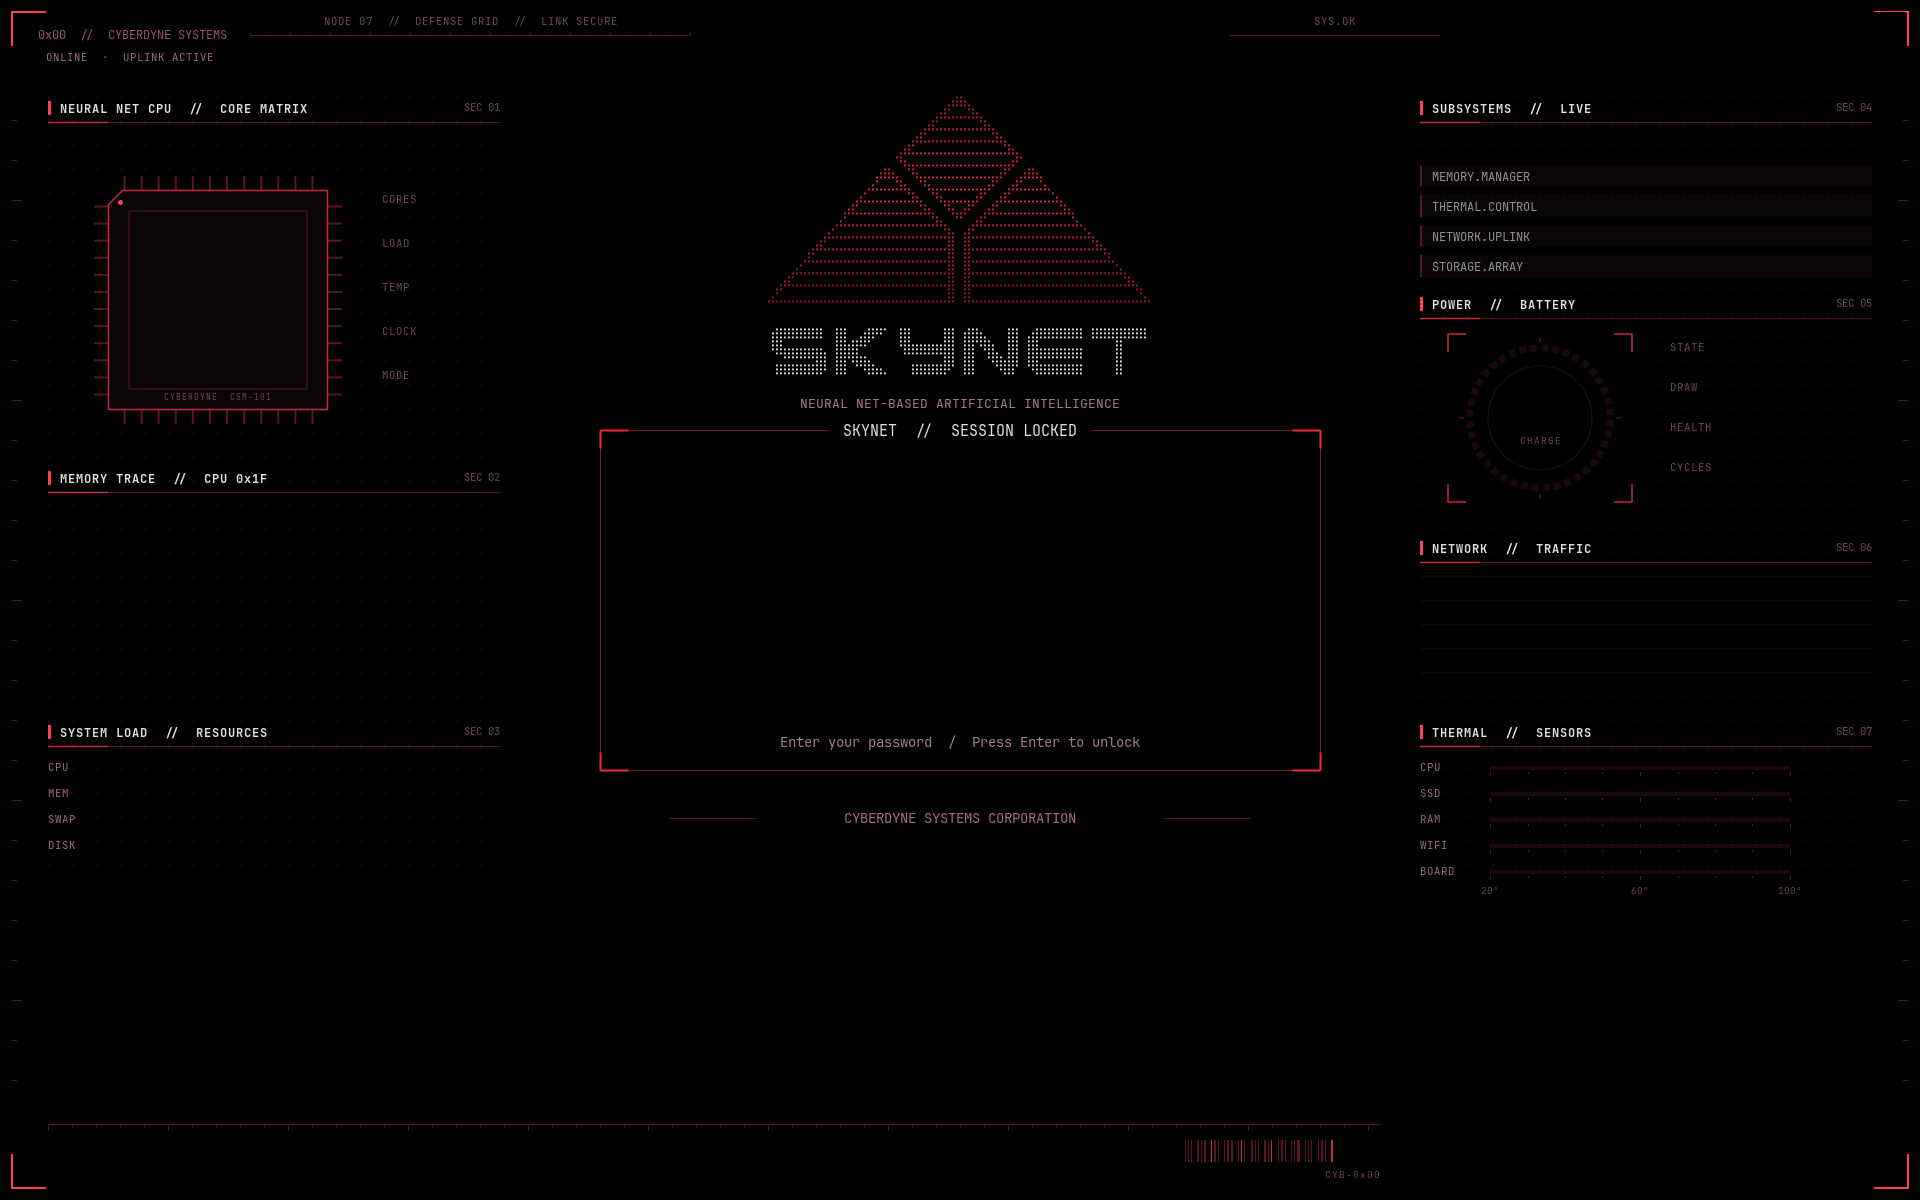 NODE 07 // DEFENSE GRID // LINK SECURE
SYS.OK
0x00 // CYBERDYNE SYSTEMS
ONLINE · UPLINK ACTIVE
NEURAL NET CPU // CORE MATRIX
SEC 01
CORES
LOAD
TEMP
CLOCK
MODE
CYBERDYNE CSM-101
MEMORY TRACE // CPU 0x1F
SEC 02
SYSTEM LOAD // RESOURCES
SEC 03
CPU
MEM
SWAP
DISK
SKYNET
NEURAL NET-BASED ARTIFICIAL INTELLIGENCE
SKYNET // SESSION LOCKED
Enter your password / Press Enter to unlock
CYBERDYNE SYSTEMS CORPORATION
SUBSYSTEMS // LIVE
SEC 04
MEMORY.MANAGER
THERMAL.CONTROL
NETWORK.UPLINK
STORAGE.ARRAY
POWER // BATTERY
SEC 05
CHARGE
STATE
DRAW
HEALTH
CYCLES
NETWORK // TRAFFIC
SEC 06
THERMAL // SENSORS
SEC 07
CPU
SSD
RAM
WIFI
BOARD
20° 60° 100°
CYB-0x00